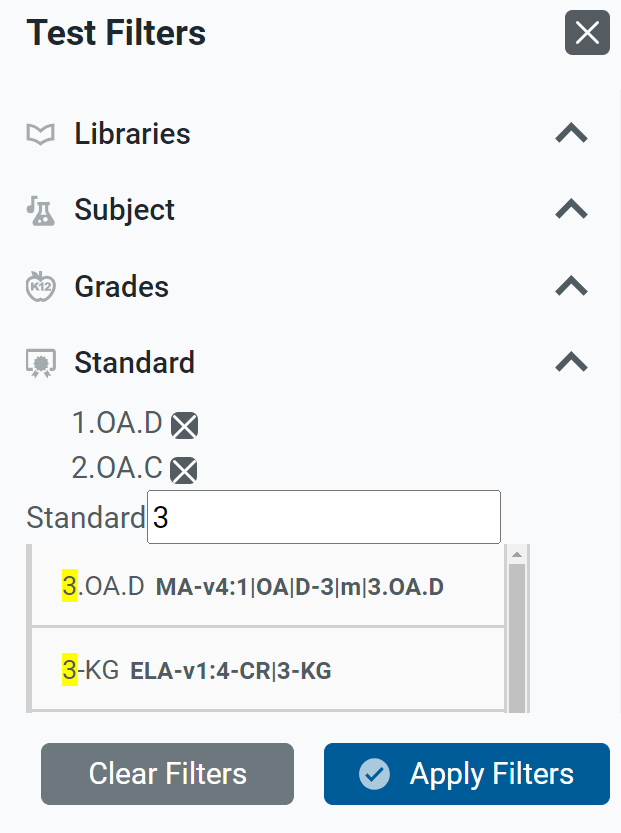 Test Filters
Libraries
Subject
K12 Grades
Standard
1.OA.D
2.OA.C
Standard 3
3.OA.D MA-v4:1|OA|D-3|m|3.OA.D
3-KG ELA-v1:4-CR|3-KG
Clear Filters Apply Filters